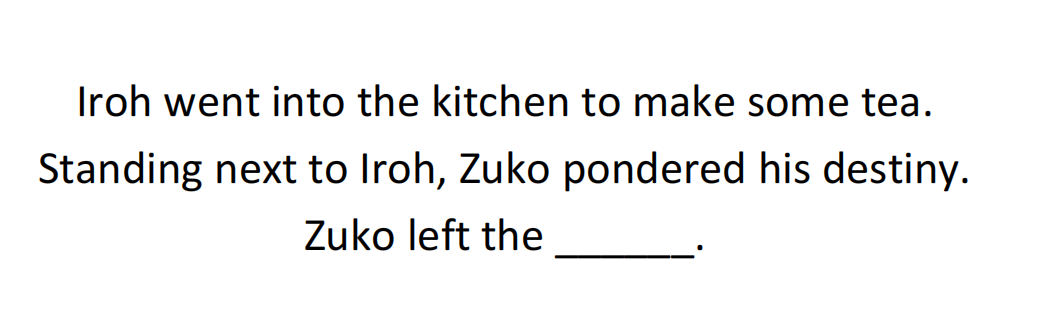 Iroh went into the kitchen to make some tea.
Standing next to Iroh, Zuko pondered his destiny.
Zuko left the ______.